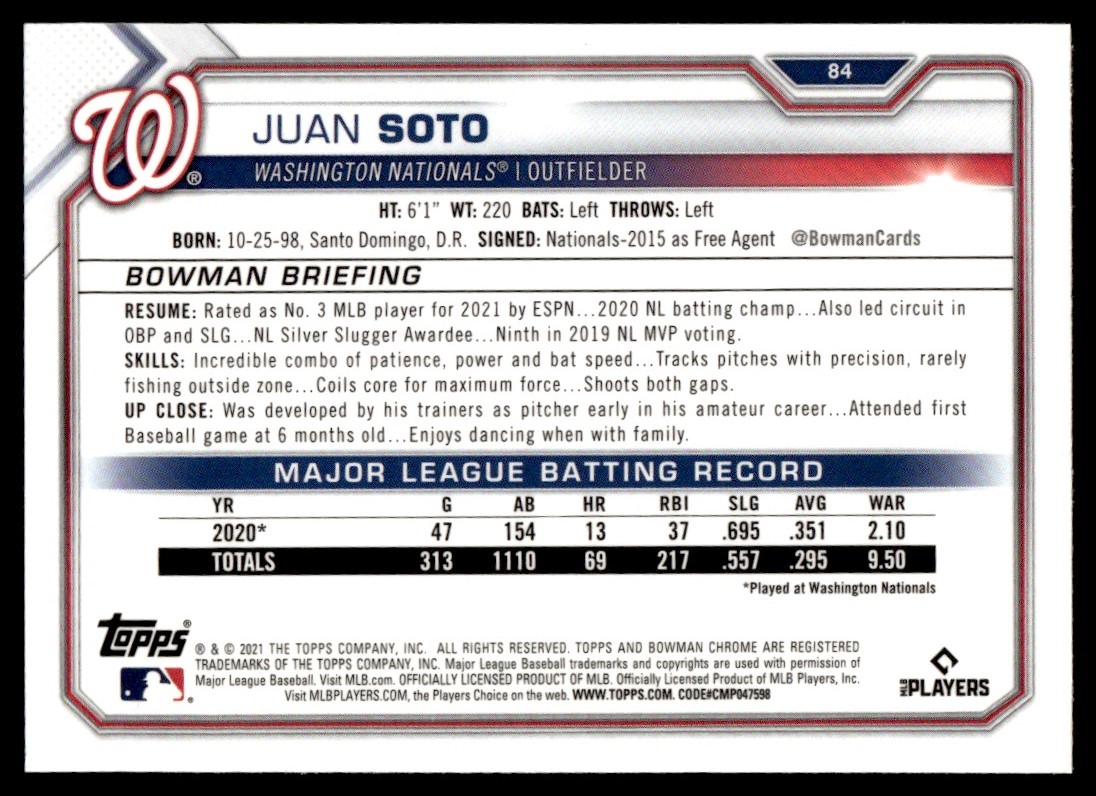 84
W®
JUAN SOTO
WASHINGTON NATIONALS® | OUTFIELDER
HT: 6'1" WT: 220 BATS: Left THROWS: Left
BORN: 10-25-98, Santo Domingo, D.R. SIGNED: Nationals-2015 as Free Agent @BowmanCards
BOWMAN BRIEFING
RESUME: Rated as No. 3 MLB player for 2021 by ESPN...2020 NL batting champ...Also led circuit in
OBP and SLG...NL Silver Slugger Awardee...Ninth in 2019 NL MVP voting.
SKILLS: Incredible combo of patience, power and bat speed...Tracks pitches with precision, rarely
fishing outside zone...Coils core for maximum force...Shoots both gaps.
UP CLOSE: Was developed by his trainers as pitcher early in his amateur career...Attended first
Baseball game at 6 months old...Enjoys dancing when with family.
MAJOR LEAGUE BATTING RECORD
YR G AB HR RBI SLG AVG WAR
2020* 47 154 13 37 .695 .351 2.10
TOTALS 313 1110 69 217 .557 .295 9.50
*Played at Washington Nationals
Topps®
® & © 2021 THE TOPPS COMPANY, INC. ALL RIGHTS RESERVED. TOPPS AND BOWMAN CHROME ARE REGISTERED
TRADEMARKS OF THE TOPPS COMPANY, INC. Major League Baseball trademarks and copyrights are used with permission of
Major League Baseball. Visit MLB.com. OFFICIALLY LICENSED PRODUCT OF MLB. Officially Licensed Product of MLB Players, Inc.
Visit MLBPLAYERS.COM, the Players Choice on the web. WWW.TOPPS.COM. CODE#CMP047598
MLB PLAYERS